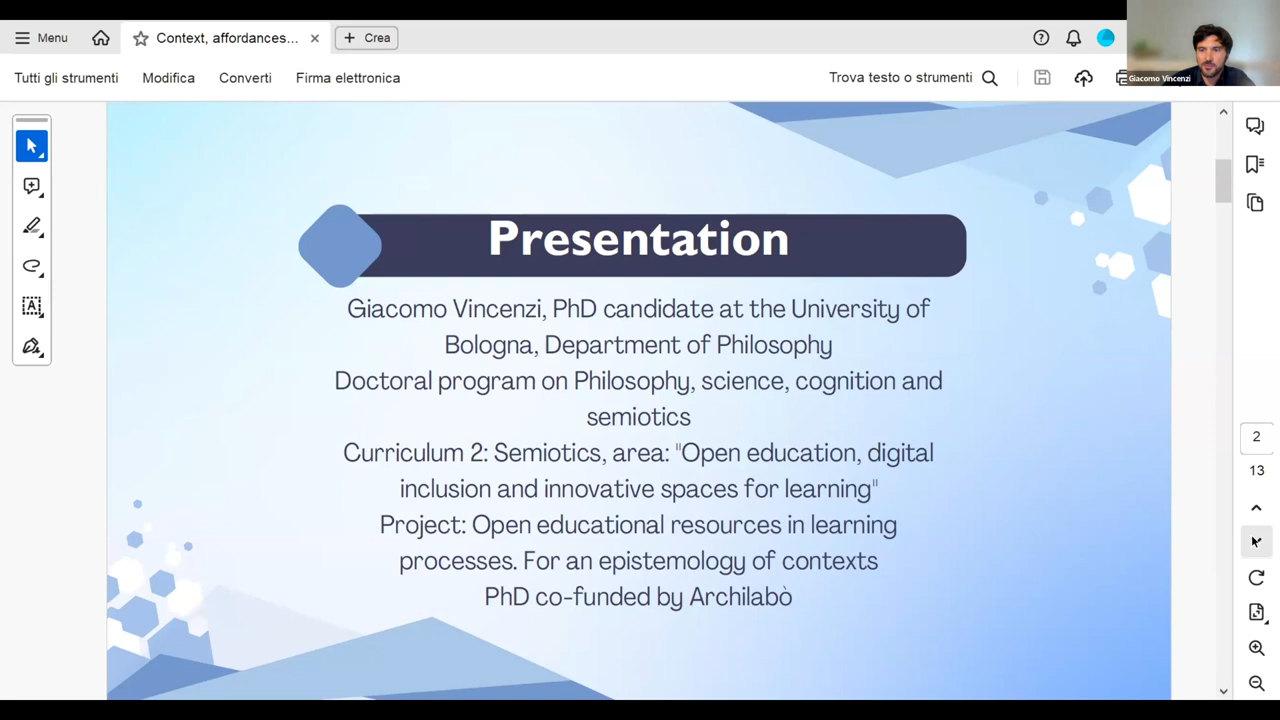 Menu
Context, affordances...
Crea
Tutti gli strumenti
Modifica
Converti
Firma elettronica
Trova testo o strumenti
Giacomo Vincenzi
Presentation
Giacomo Vincenzi, PhD candidate at the University of
Bologna, Department of Philosophy
Doctoral program on Philosophy, science, cognition and
semiotics
Curriculum 2: Semiotics, area: "Open education, digital
inclusion and innovative spaces for learning"
Project: Open educational resources in learning
processes. For an epistemology of contexts
PhD co-funded by Archilabò
2
13